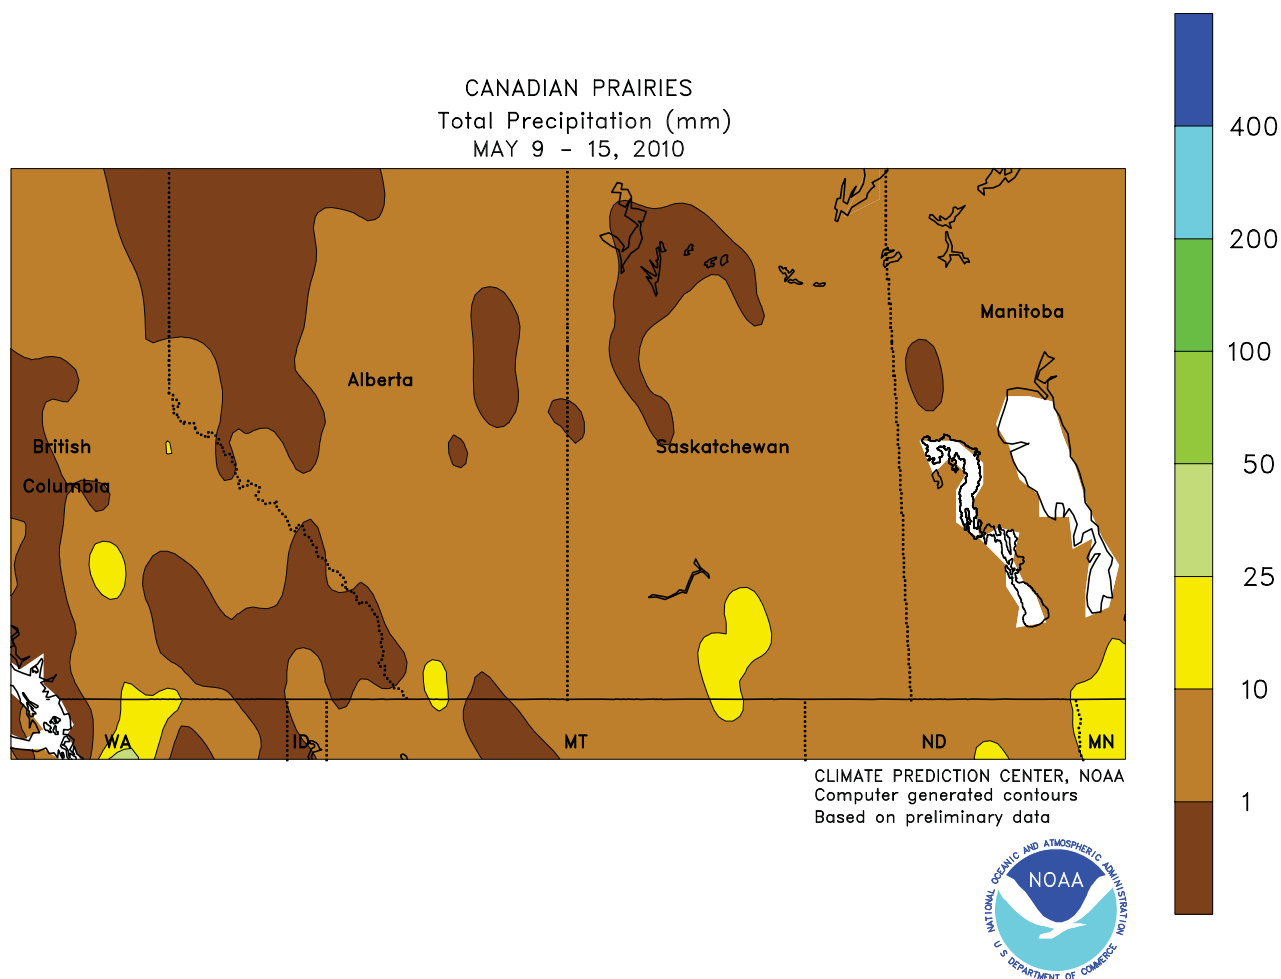 CANADIAN PRAIRIES
Total Precipitation (mm)
MAY 9 - 15, 2010
400
200
100
50
25
10
1
Manitoba
Alberta
British
Columbia
Saskatchewan
WA
ID
MT
ND
MN
CLIMATE PREDICTION CENTER, NOAA
Computer generated contours
Based on preliminary data
NATIONAL OCEANIC AND ATMOSPHERIC ADMINISTRATION
NOAA
U S DEPARTMENT OF COMMERCE